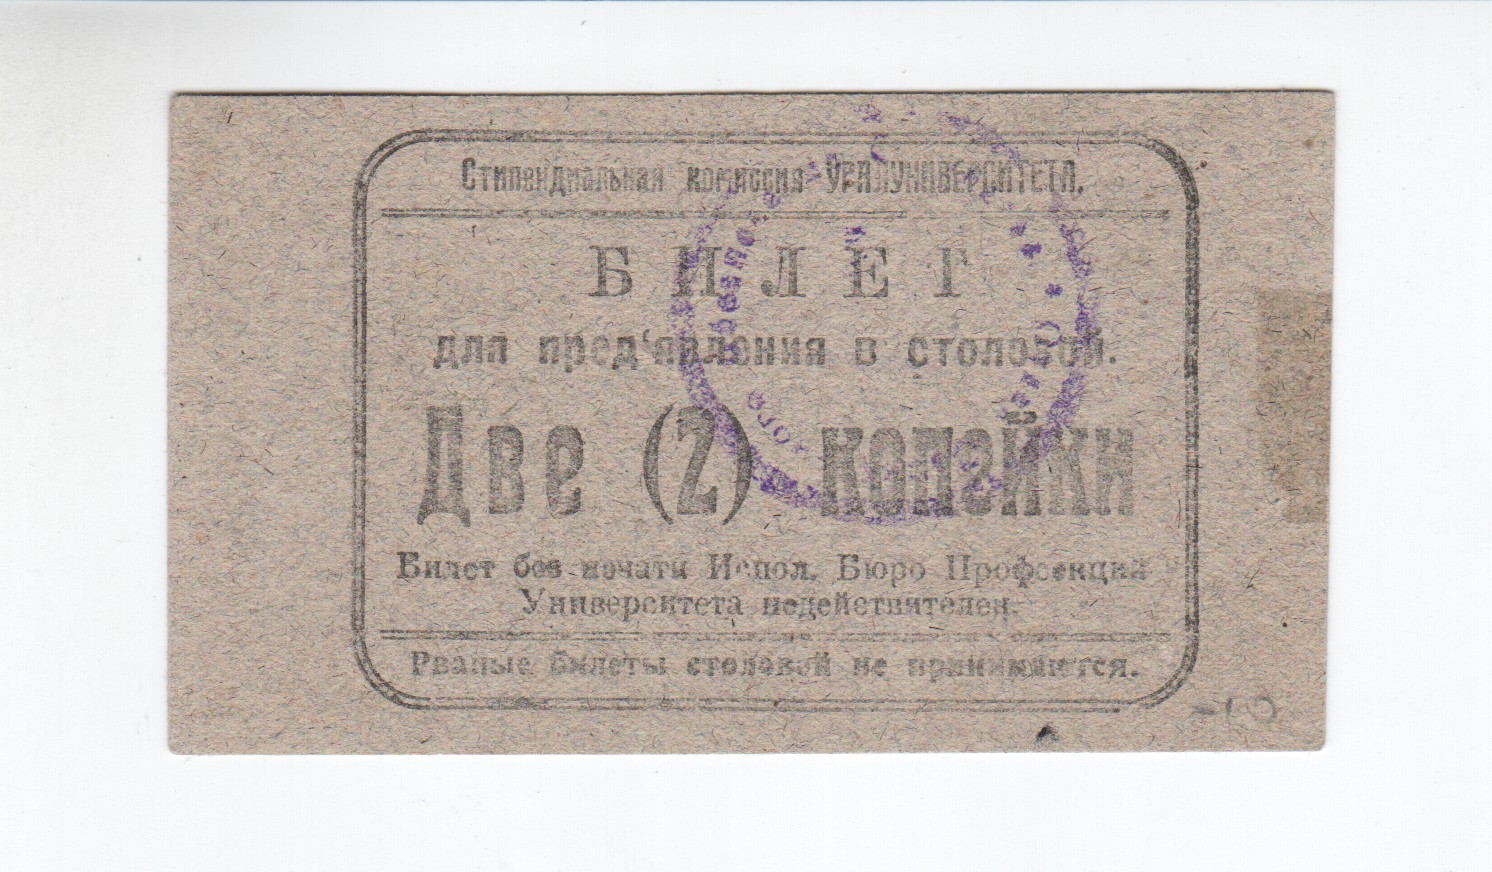 Стипендиальная комиссия УРАЛУНИВЕРСИТЕТА.
БИЛЕТ
для пред‘явления в столовой.
Две (2) копейки
Билет без печати Испол. Бюро Профсекции
Университета недействителен.
Рваные билеты столовой не принимаются.